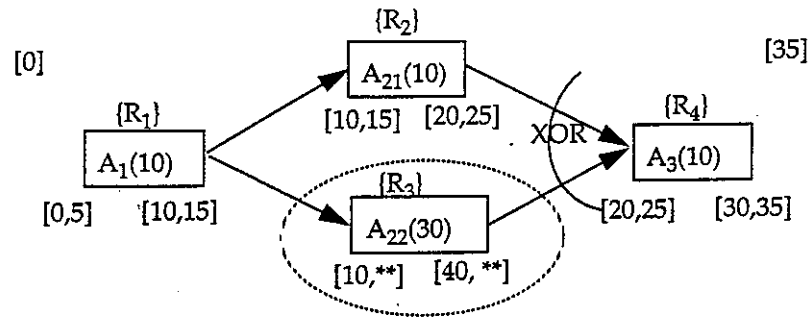 {R2}
[0]
[35]
A21(10)
{R1}
[10,15] [20,25]
XOR
{R4}
A1(10)
A3(10)
{R3}
[0,5] [10,15]
A22(30)
[20,25] [30,35]
[10,**] [40, **]